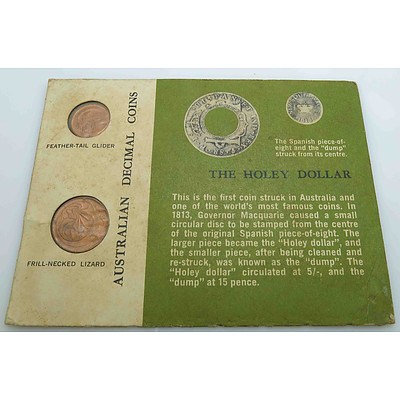 FEATHER-TAIL GLIDER
FRILL-NECKED LIZARD
AUSTRALIAN DECIMAL COINS
The Spanish piece-of-
eight and the "dump"
struck from its centre.
THE HOLEY DOLLAR
This is the first coin struck in Australia and
one of the world's most famous coins. In
1813, Governor Macquarie caused a small
circular disc to be stamped from the centre
of the original Spanish piece-of-eight. The
larger piece became the "Holey dollar", and
the smaller piece, after being cleaned and
re-struck, was known as the "dump". The
"Holey dollar" circulated at 5/-, and the
"dump" at 15 pence.